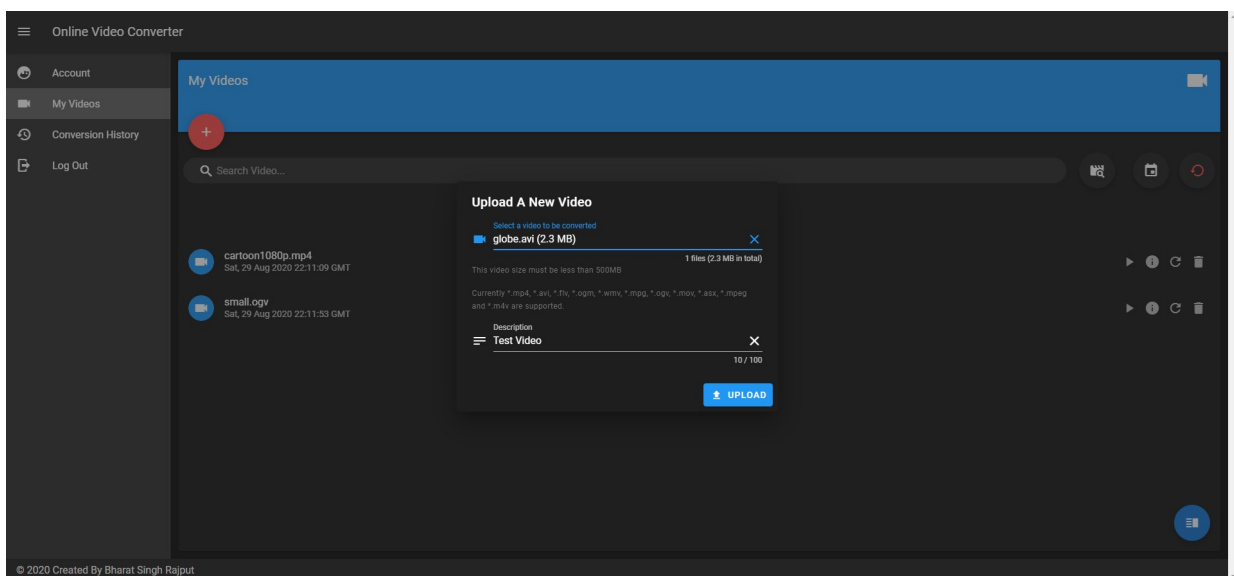 Online Video Converter
Account
My Videos
Conversion History
Log Out
My Videos
+
Search Video...
cartoon1080p.mp4
Sat, 29 Aug 2020 22:11:09 GMT
small.ogv
Sat, 29 Aug 2020 22:11:53 GMT
Upload A New Video
Select a video to be converted
globe.avi (2.3 MB)
1 files (2.3 MB in total)
This video size must be less than 500MB
Currently *.mp4, *.avi, *.flv, *.ogm, *.wmv, *.mpg, *.ogv, *.mov, *.asx, *.mpeg
and *.m4v are supported.
Description
Test Video
10 / 100
UPLOAD
© 2020 Created By Bharat Singh Rajput